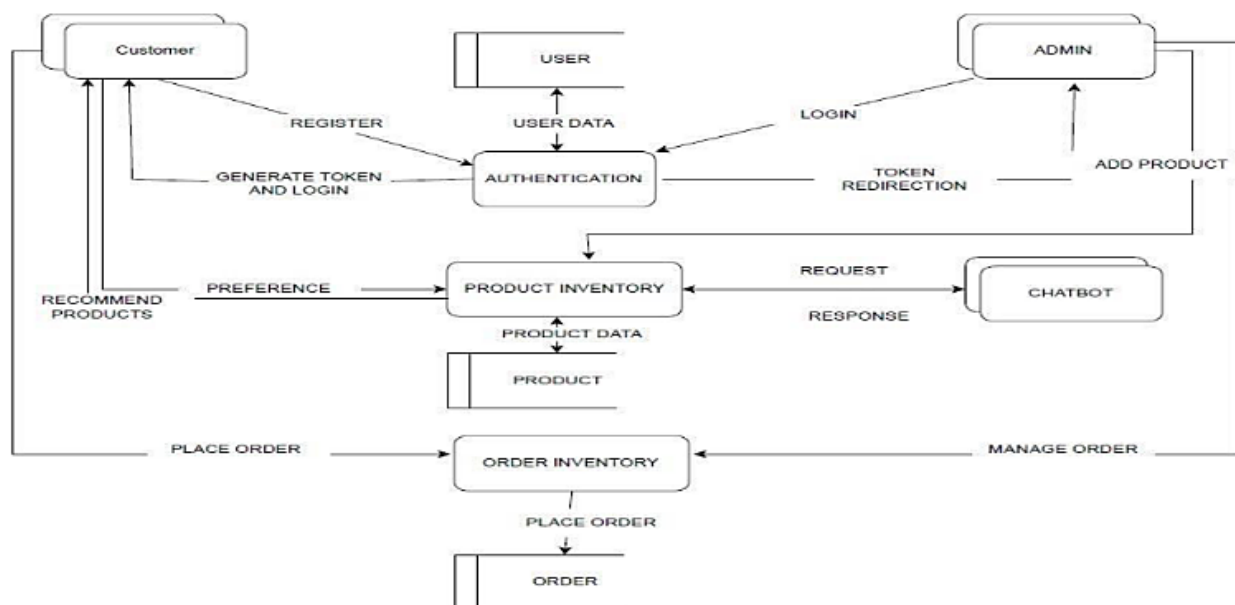 Customer
USER
ADMIN
REGISTER
USER DATA
LOGIN
GENERATE TOKEN
AND LOGIN
AUTHENTICATION
TOKEN
REDIRECTION
ADD PRODUCT
RECOMMEND
PRODUCTS
PREFERENCE
PRODUCT INVENTORY
REQUEST
RESPONSE
CHATBOT
PRODUCT DATA
PRODUCT
PLACE ORDER
ORDER INVENTORY
MANAGE ORDER
PLACE ORDER
ORDER